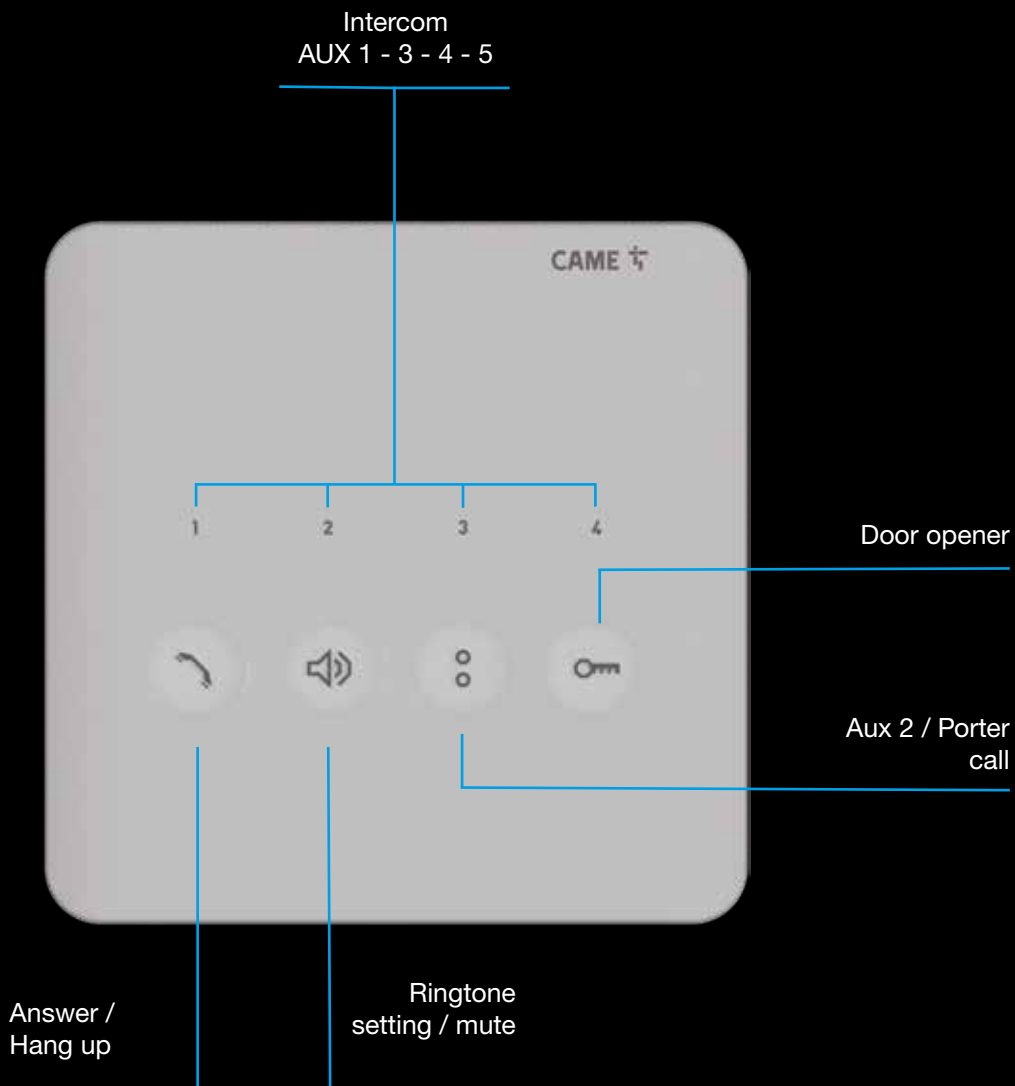 Intercom
AUX 1 - 3 - 4 - 5
CAME
1 2 3 4
Door opener
Aux 2 / Porter
call
Answer /
Hang up
Ringtone
setting / mute